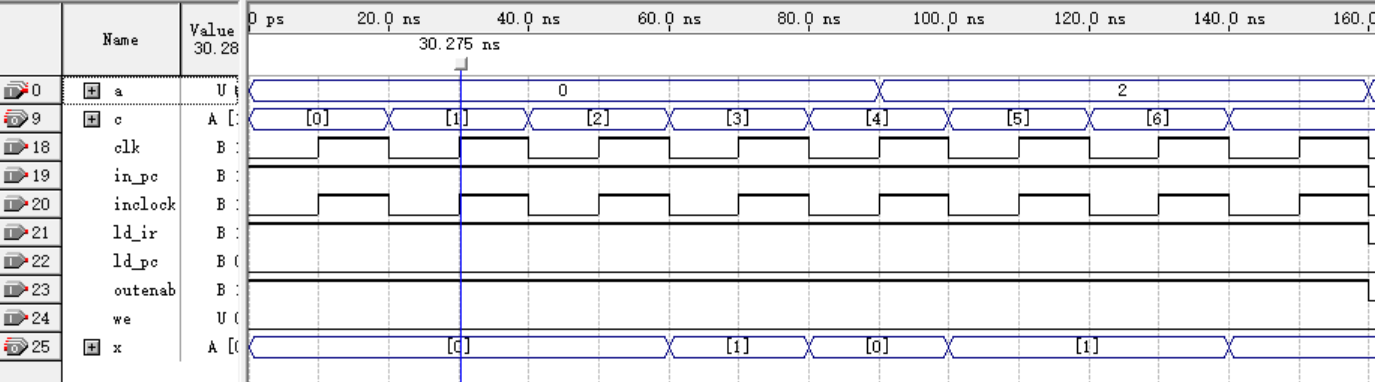 Name Value 30.28 0 ps 20.0 ns 40.0 ns 60.0 ns 80.0 ns 100.0 ns 120.0 ns 140.0 ns 160.0
30.275 ns
0 a U 0 2
9 c A [ [0] [1] [2] [3] [4] [5] [6]
18 clk B
19 in_pc B
20 inclock B
21 ld_ir B
22 ld_pc B
23 outenab B
24 we U
25 x A [ [0] [1] [0] [1]